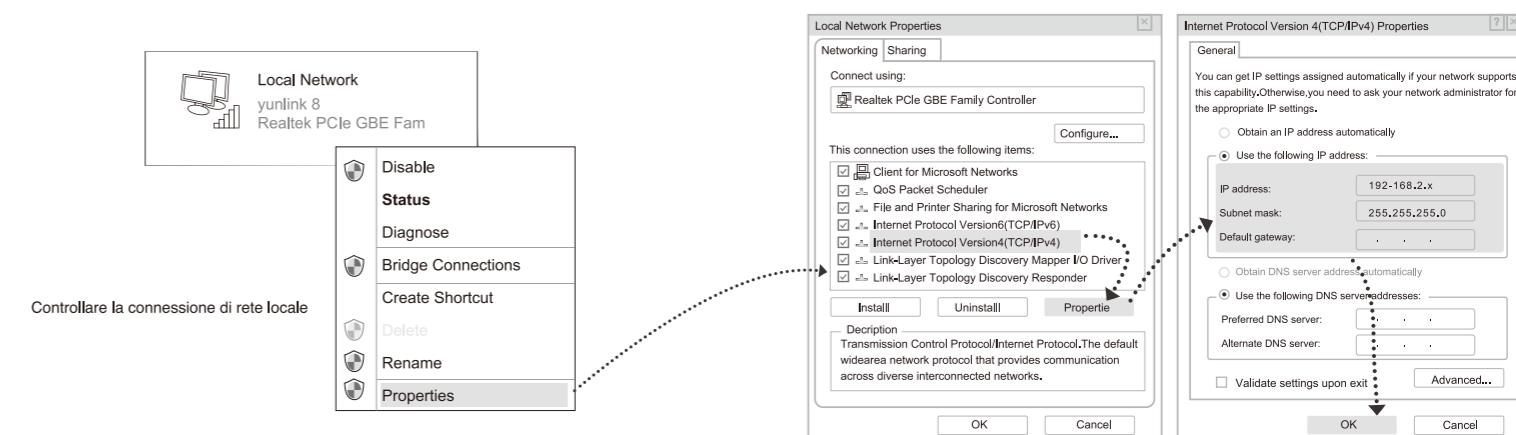 Controllare la connessione di rete locale
Local Network
yunlink 8
Realtek PCIe GBE Fam
Disable
Status
Diagnose
Bridge Connections
Create Shortcut
Delete
Rename
Properties
Local Network Properties
Networking Sharing
Connect using:
Realtek PCIe GBE Family Controller
Configure...
This connection uses the following items:
Client for Microsoft Networks
QoS Packet Scheduler
File and Printer Sharing for Microsoft Networks
Internet Protocol Version6(TCP/IPv6)
Internet Protocol Version4(TCP/IPv4)
Link-Layer Topology Discovery Mapper I/O Driver
Link-Layer Topology Discovery Responder
Installl Uninstalll Propertie
Decription
Transmission Control Protocol/Internet Protocol.The default
widearea network protocol that provides communication
across diverse interconnected networks.
OK Cancel
Internet Protocol Version 4(TCP/IPv4) Properties
General
You can get IP settings assigned automatically if your network supports
this capability.Otherwise,you need to ask your network administrator for
the appropriate IP settings.
Obtain an IP address automatically
Use the following IP address:
IP address: 192-168.2.x
Subnet mask: 255.255.255.0
Default gateway: . . .
Obtain DNS server address automatically
Use the following DNS server addresses:
Preferred DNS server: . . .
Alternate DNS server: . . .
Validate settings upon exit Advanced...
OK Cancel